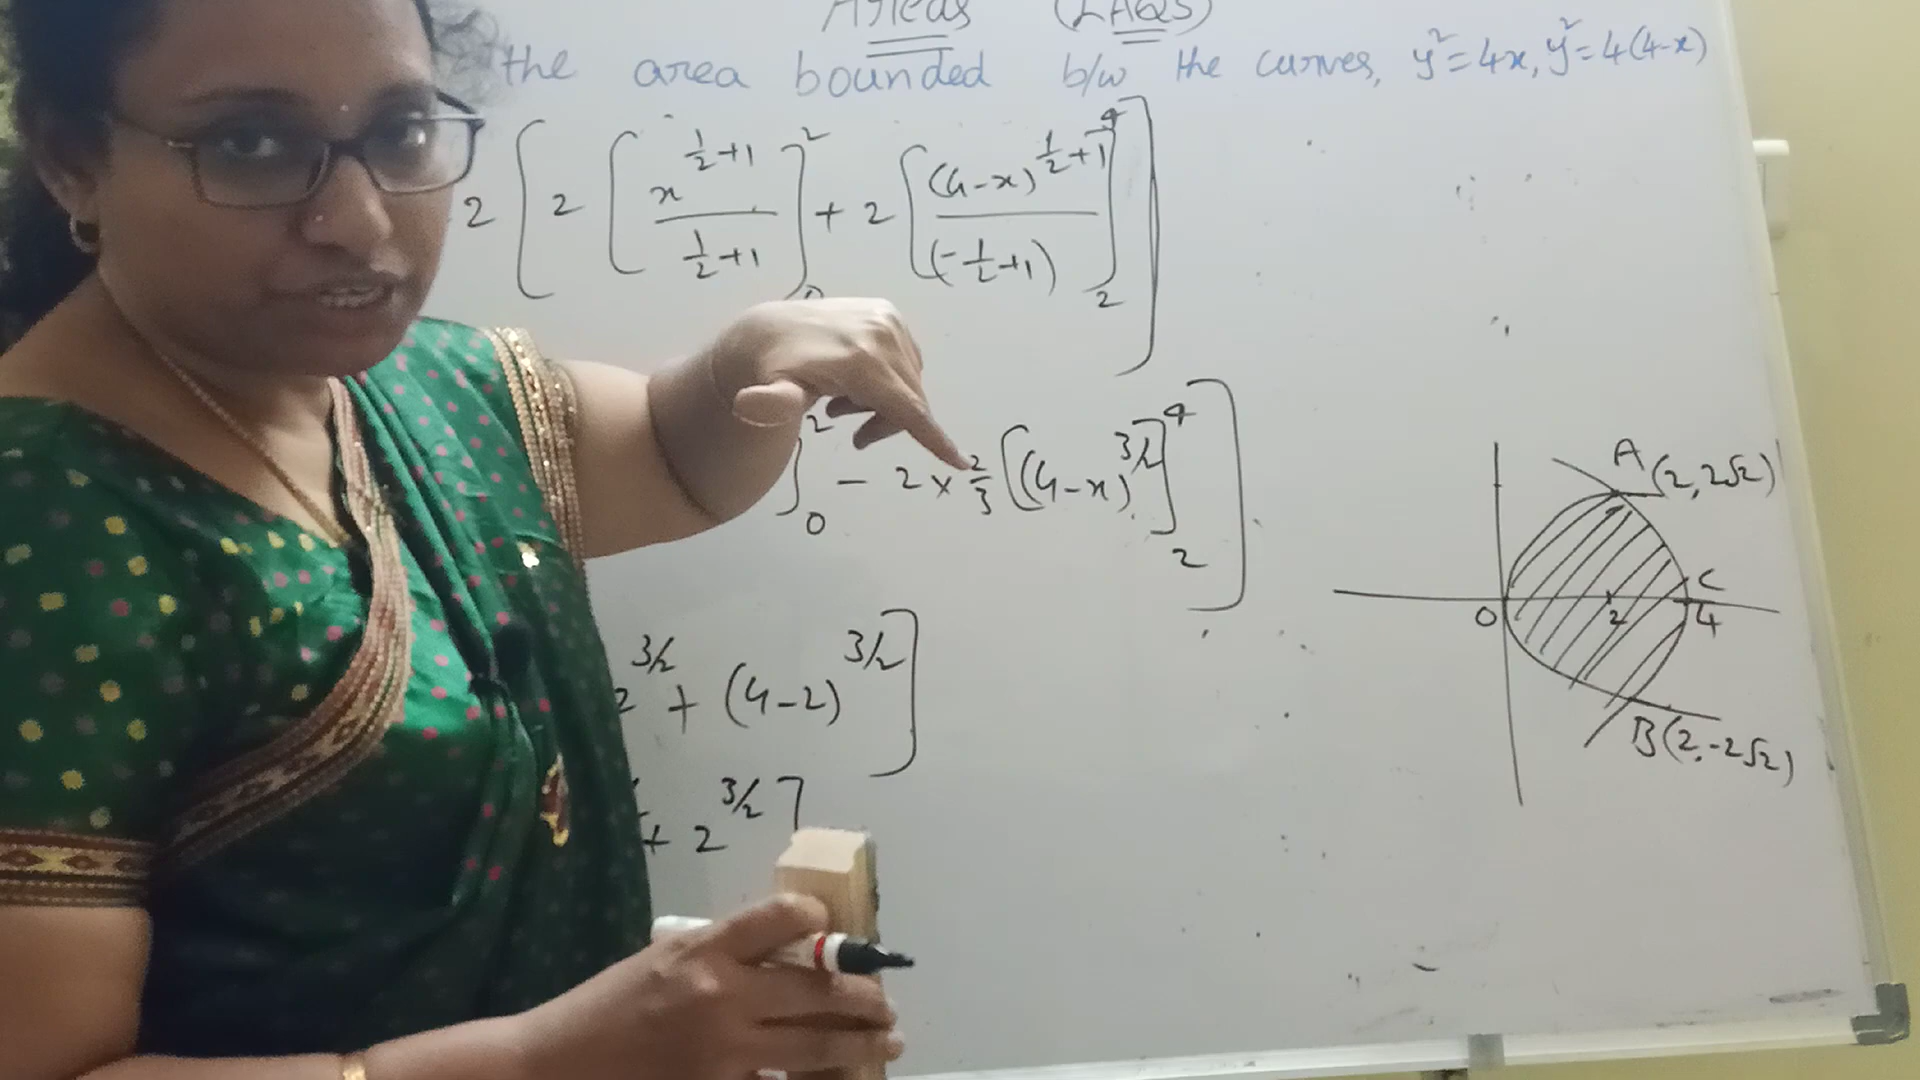 Areas (LAQS)
the area bounded b/w the curves, y²=4x, y²=4(4-x)
2 [ 2 [ x^(1/2+1) / (1/2+1) ]₀² + 2 [ (4-x)^(1/2+1) / (-1/2+1) ]₂⁴ ]
]₀² - 2 × 2/3 [ (4-x)^(3/2) ]₂⁴ ]
2^(3/2) + (4-2)^(3/2) ]
+ 2^(3/2) ]
A (2, 2√2)
C
O 2 4
B (2, -2√2)